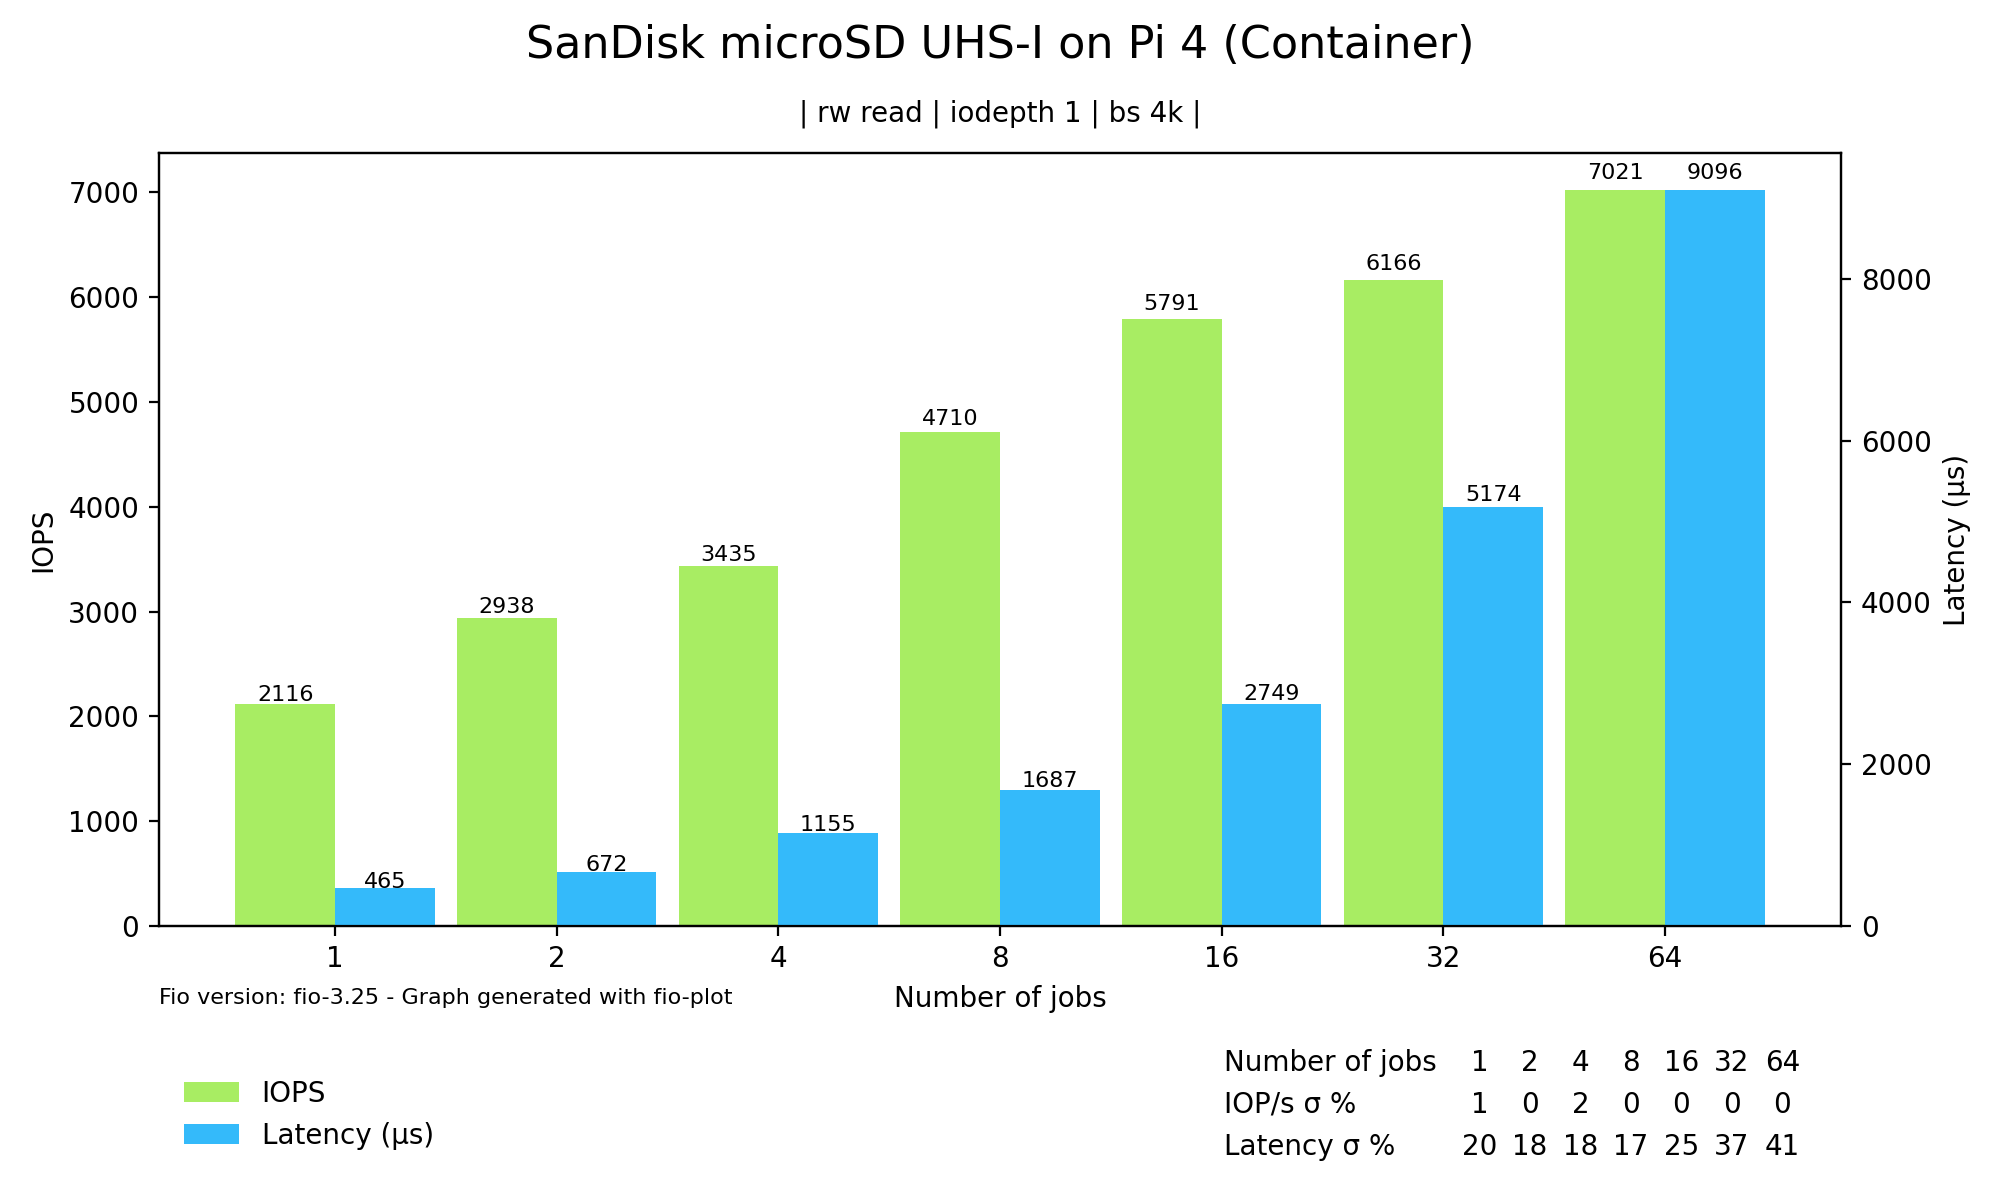 SanDisk microSD UHS-I on Pi 4 (Container)
| rw read | iodepth 1 | bs 4k |
7021 9096
7000
6166
6000
8000
5791
5000
4710
6000
5174
4000
IOPS
Latency (µs)
3435
4000
3000
2938
2116
2749
2000
2000
1687
1000
1155
672
465
0
0
1 2 4 8 16 32 64
Fio version: fio-3.25 - Graph generated with fio-plot
Number of jobs
IOPS
Latency (µs)
Number of jobs 1 2 4 8 16 32 64
IOP/s σ % 1 0 2 0 0 0 0
Latency σ % 20 18 18 17 25 37 41